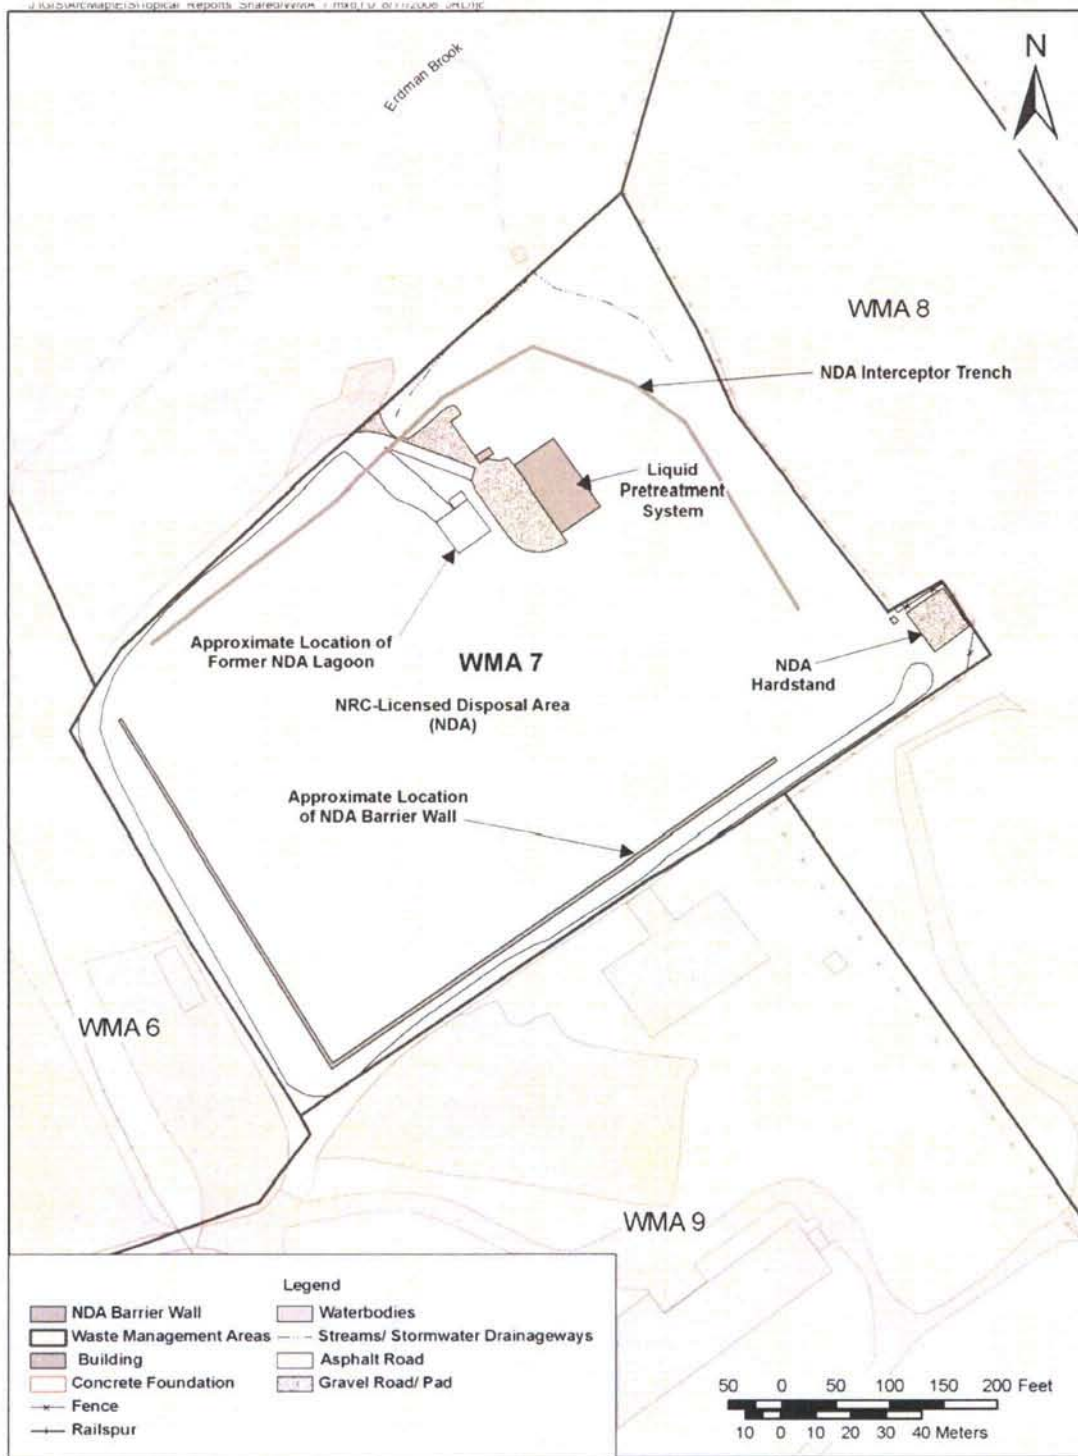 Erdman Brook
N
WMA 8
NDA Interceptor Trench
Liquid
Pretreatment
System
Approximate Location of
Former NDA Lagoon
WMA 7
NDA
Hardstand
NRC-Licensed Disposal Area
(NDA)
Approximate Location
of NDA Barrier Wall
WMA 6
WMA 9
Legend
NDA Barrier Wall
Waste Management Areas
Building
Concrete Foundation
Fence
Railspur
Waterbodies
Streams/ Stormwater Drainageways
Asphalt Road
Gravel Road/ Pad
50 0 50 100 150 200 Feet
10 0 10 20 30 40 Meters